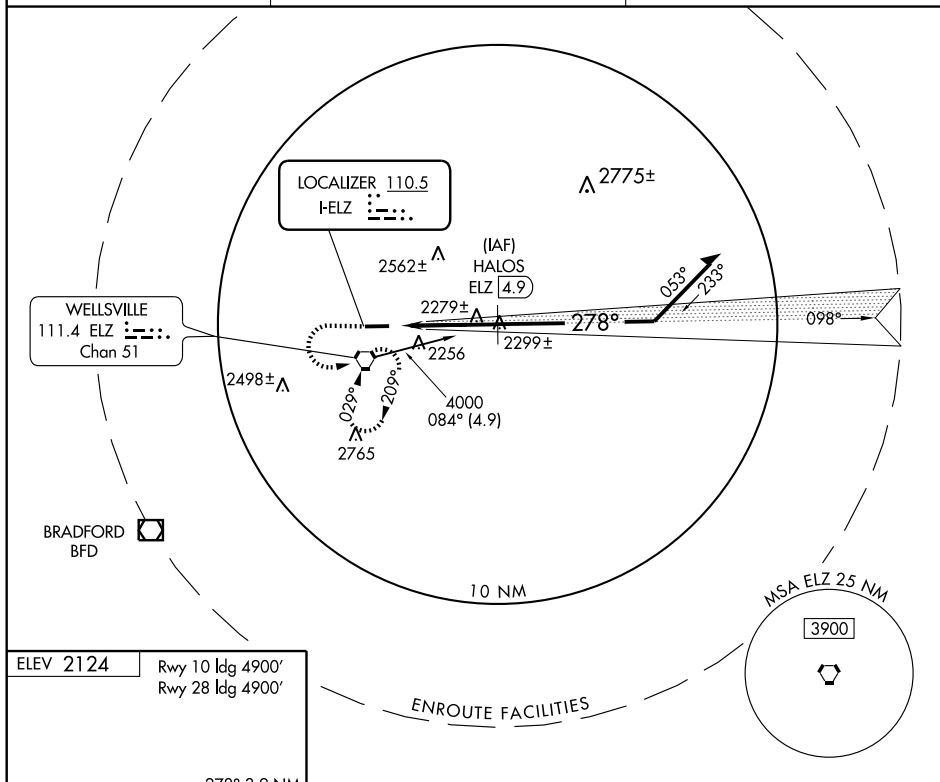 2775±
LOCALIZER 110.5
I-ELZ
(IAF)
HALOS
ELZ 4.9
2562±
053°
233°
WELLSVILLE
111.4 ELZ
Chan 51
2279±
278°
098°
2299±
2256
2498±
029°
209°
4000
084° (4.9)
2765
BRADFORD
BFD
10 NM
MSA ELZ 25 NM
3900
ELEV 2124
Rwy 10 ldg 4900'
Rwy 28 ldg 4900'
ENROUTE FACILITIES